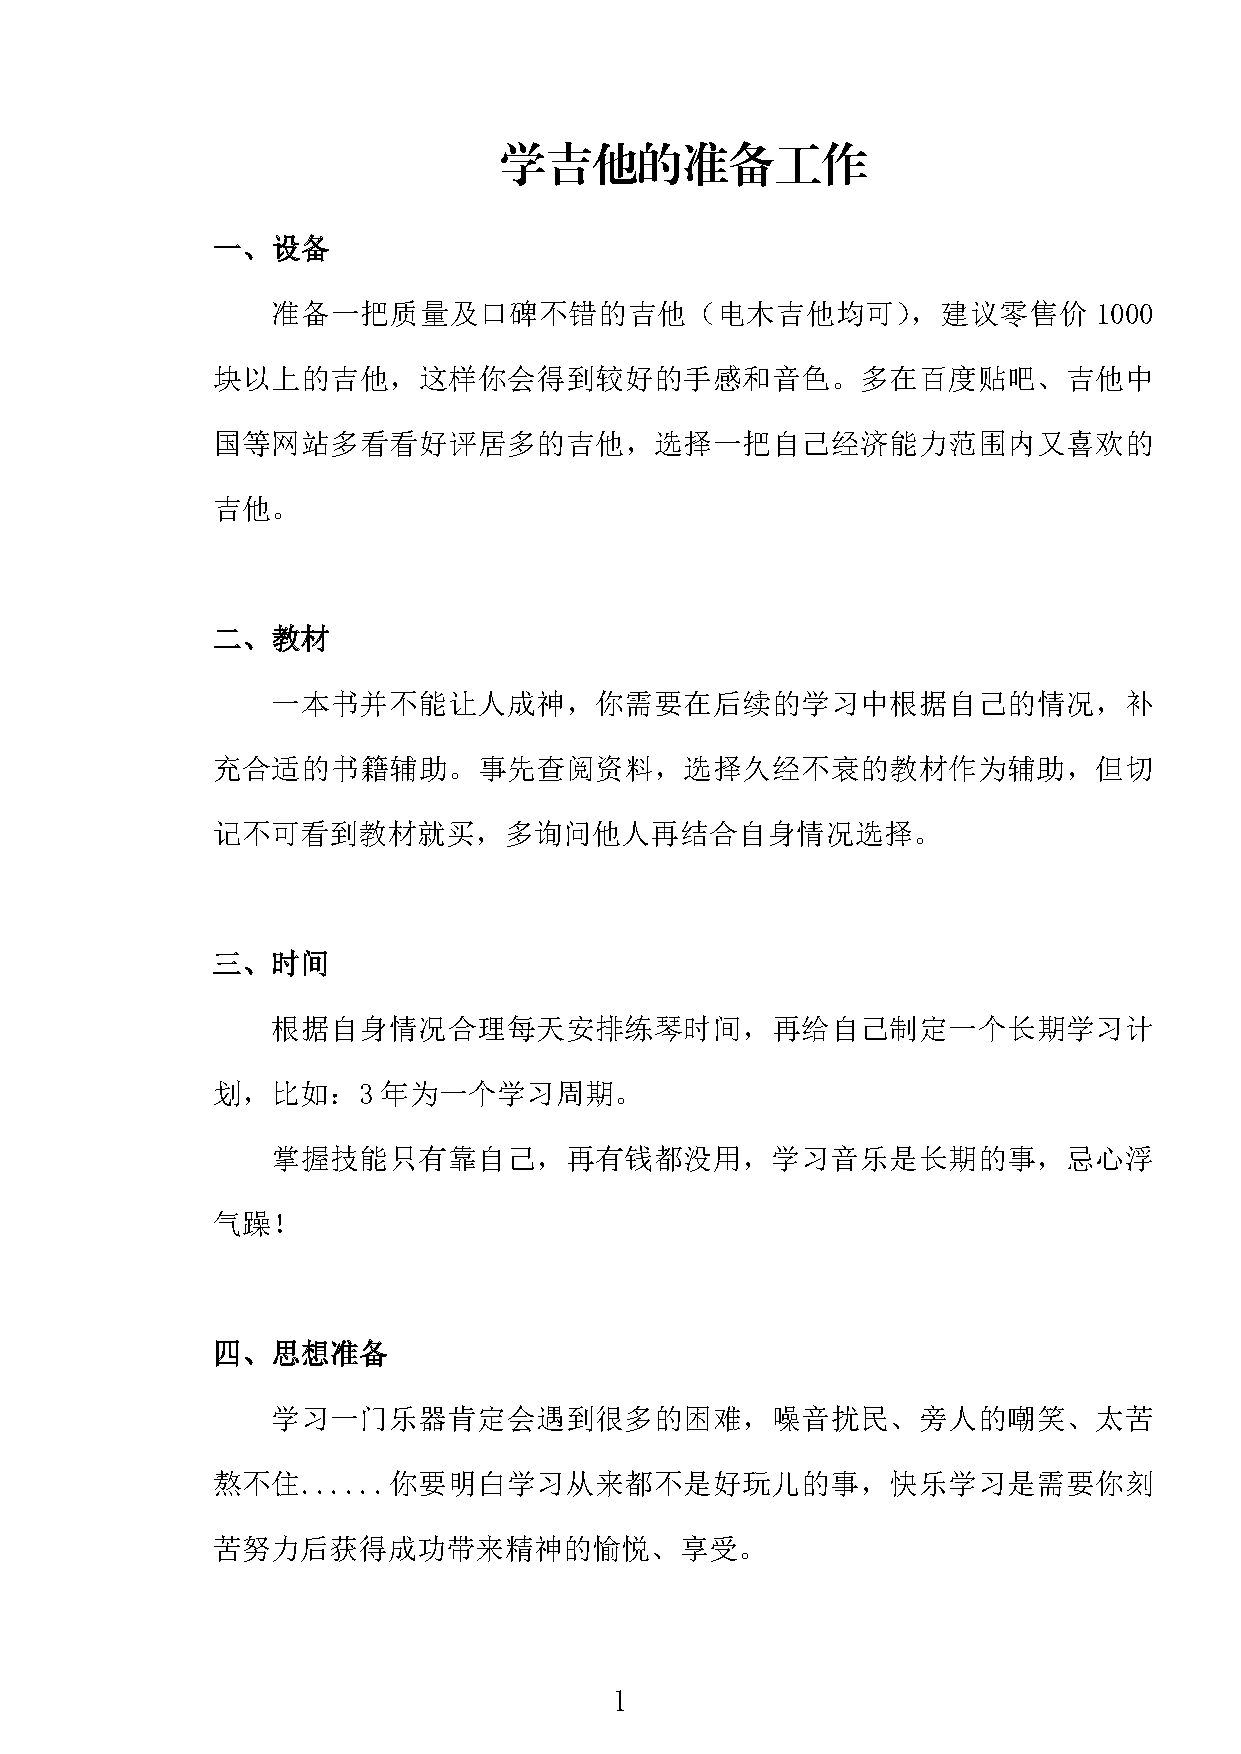 学吉他的准备工作
一、设备
准备一把质量及口碑不错的吉他（电木吉他均可），建议零售价 1000
块以上的吉他，这样你会得到较好的手感和音色。多在百度贴吧、吉他中
国等网站多看看好评居多的吉他，选择一把自己经济能力范围内又喜欢的
吉他。
二、教材
一本书并不能让人成神，你需要在后续的学习中根据自己的情况，补
充合适的书籍辅助。事先查阅资料，选择久经不衰的教材作为辅助，但切
记不可看到教材就买，多询问他人再结合自身情况选择。
三、时间
根据自身情况合理每天安排练琴时间，再给自己制定一个长期学习计
划，比如：3 年为一个学习周期。
掌握技能只有靠自己，再有钱都没用，学习音乐是长期的事，忌心浮
气躁！
四、思想准备
学习一门乐器肯定会遇到很多的困难，噪音扰民、旁人的嘲笑、太苦
熬不住......你要明白学习从来都不是好玩儿的事，快乐学习是需要你刻
苦努力后获得成功带来精神的愉悦、享受。
1